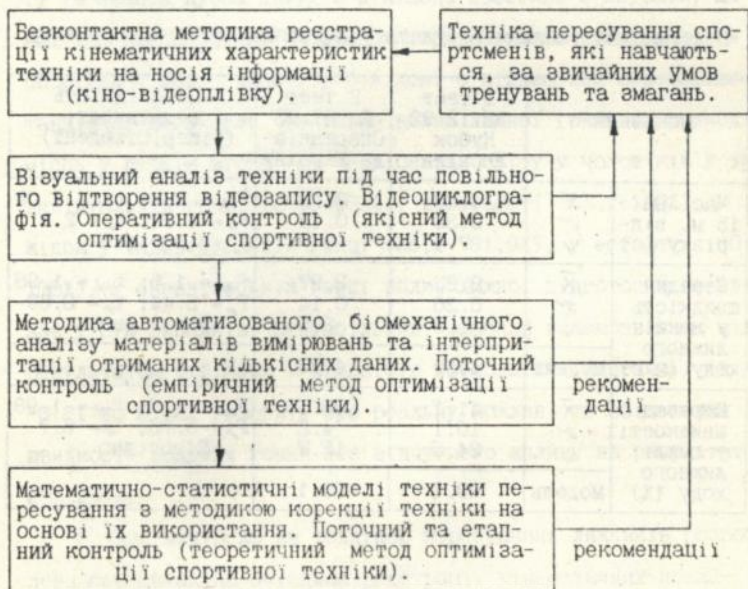 Безконтактна методика реєстра-
ції кінематичних характеристик
техніки на носія інформації
(кіно-відеоплівку).
Техніка пересування спо-
ртсменів, які навчають-
ся, за звичайних умов
тренувань та змагань.
Візуальний аналіз техніки під час повільно-
го відтворення відеозапису. Відеоциклогра-
фія. Оперативний контроль (якісний метод
оптимізації спортивної техніки).
Методика автоматизованого біомеханічного
аналізу матеріалів вимірювань та інтерпри-
тації отриманих кількісних даних. Поточний
контроль (емпіричний метод оптимізації
спортивної техніки).
рекомен-
дації
Математично-статистичні моделі техніки пе-
ресування з методикою корекції техніки на
основі їх використання. Поточний та етап-
ний контроль (теоретичний метод оптиміза-
ції спортивної техніки).
рекомендації